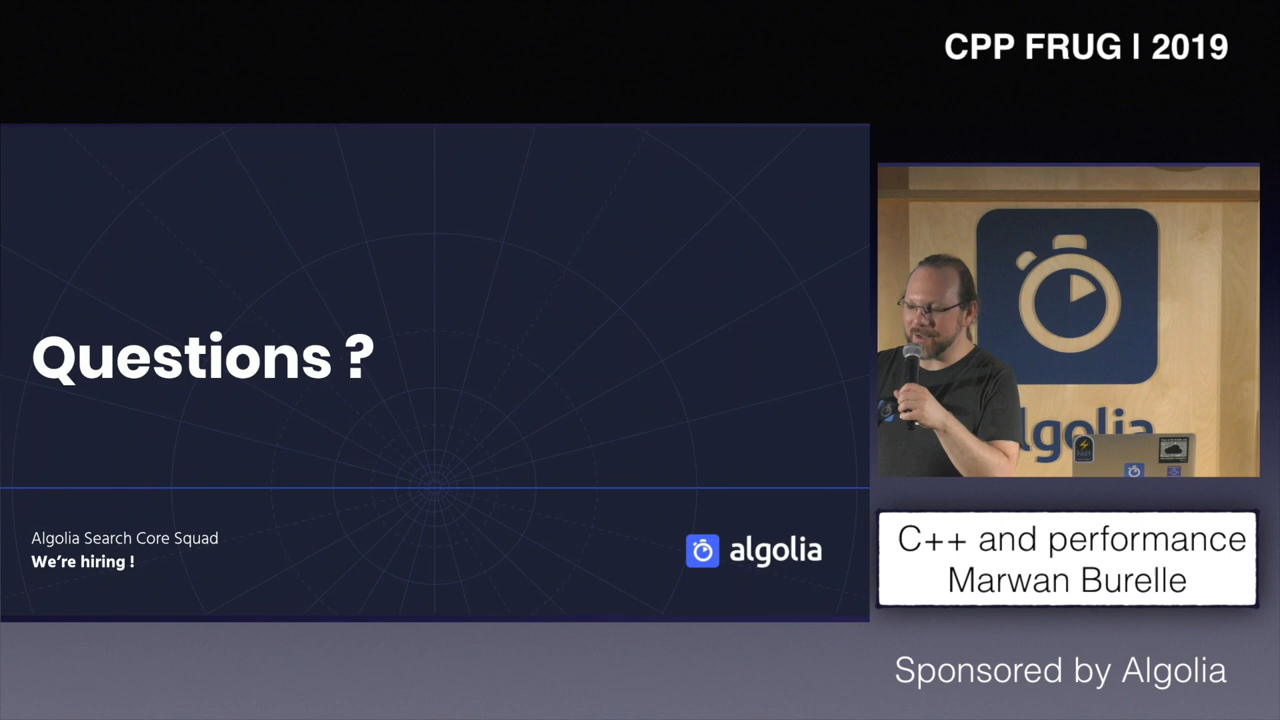 CPP FRUG | 2019
Questions ?
Algolia Search Core Squad
We're hiring !
algolia
algolia
C++ and performance
Marwan Burelle
Sponsored by Algolia